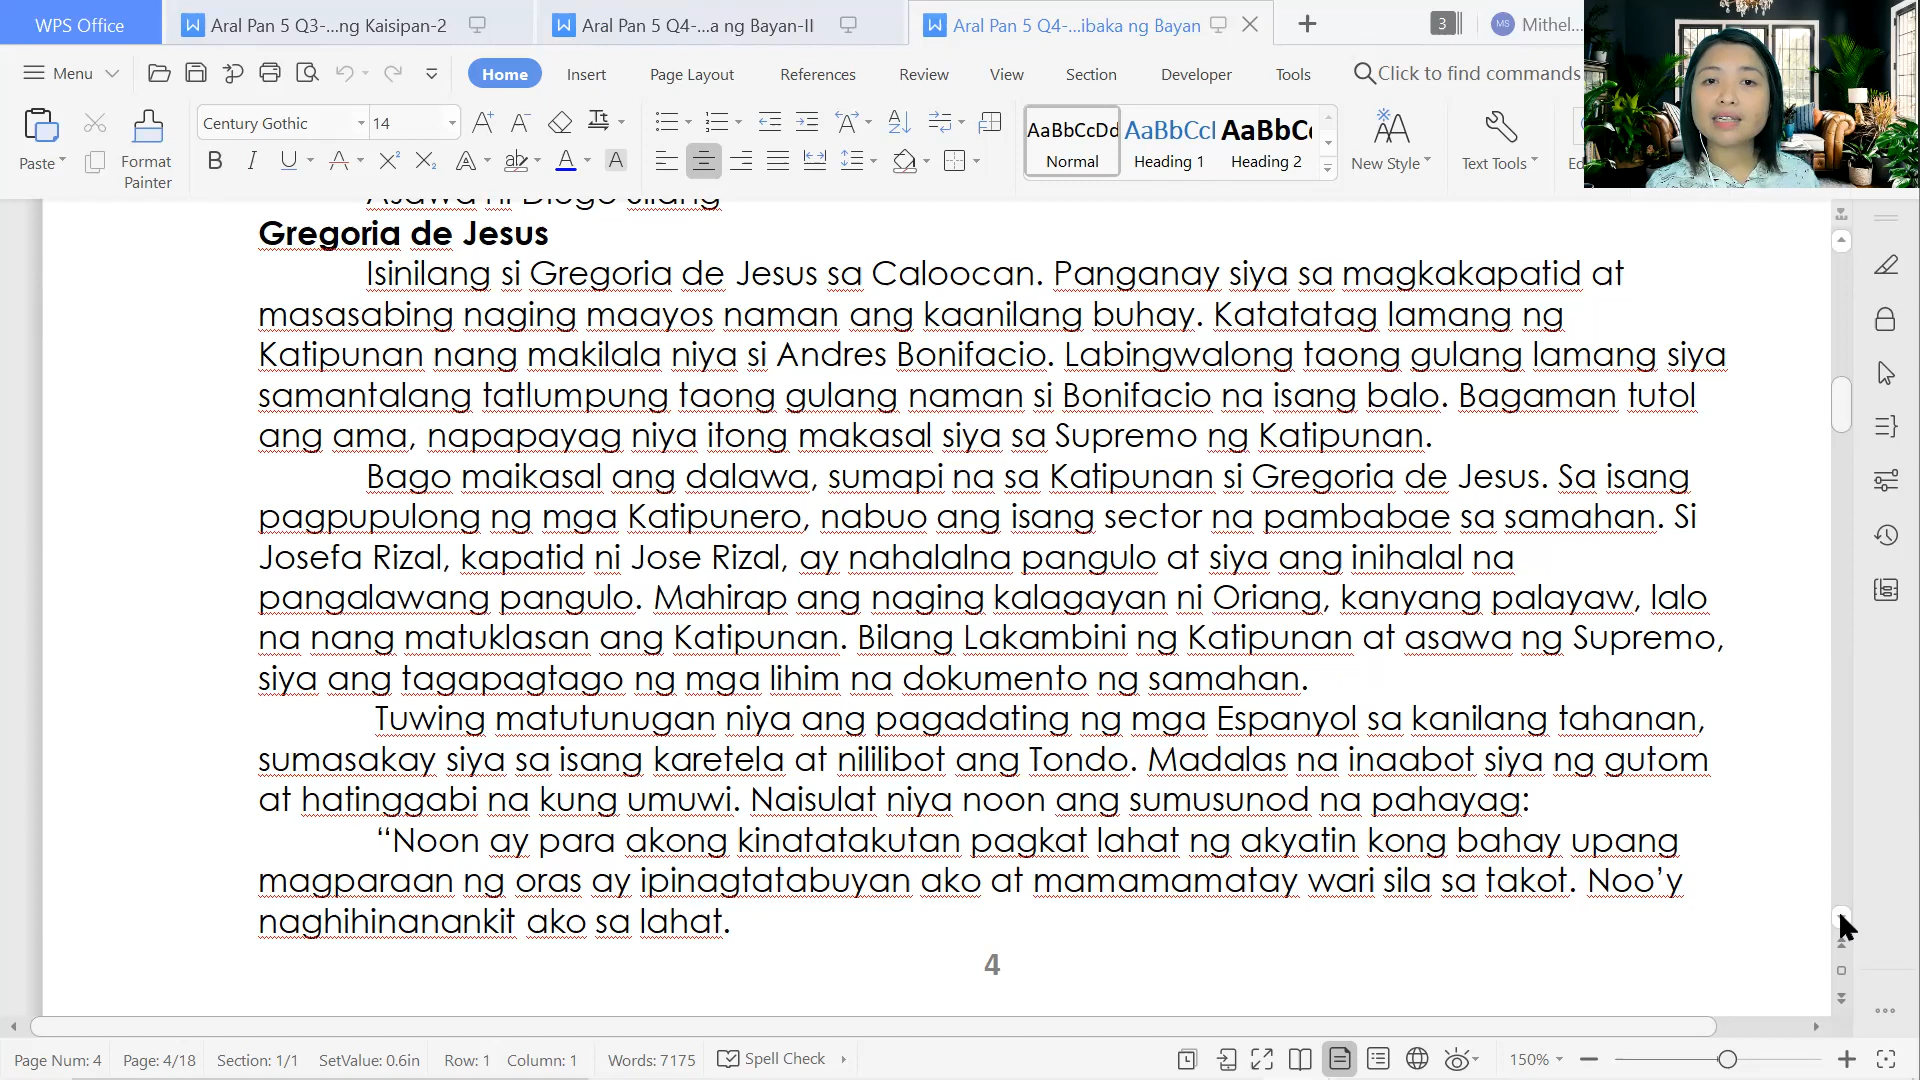 WPS Office
Aral Pan 5 Q3-...ng Kaisipan-2
Aral Pan 5 Q4-...a ng Bayan-II
Aral Pan 5 Q4-...ibaka ng Bayan
3
MS
Mithel...
Menu
Home
Insert
Page Layout
References
Review
View
Section
Developer
Tools
Click to find commands
Paste
Format
Painter
Century Gothic
14
AaBbCcDd
Normal
AaBbCcI
Heading 1
AaBbC
Heading 2
New Style
Text Tools
Asawa ni Diego Silang
Gregoria de Jesus
Isinilang si Gregoria de Jesus sa Caloocan. Panganay siya sa magkakapatid at
masasabing naging maayos naman ang kaanilang buhay. Katatatag lamang ng
Katipunan nang makilala niya si Andres Bonifacio. Labingwalong taong gulang lamang siya
samantalang tatlumpung taong gulang naman si Bonifacio na isang balo. Bagaman tutol
ang ama, napapayag niya itong makasal siya sa Supremo ng Katipunan.
Bago maikasal ang dalawa, sumapi na sa Katipunan si Gregoria de Jesus. Sa isang
pagpupulong ng mga Katipunero, nabuo ang isang sector na pambabae sa samahan. Si
Josefa Rizal, kapatid ni Jose Rizal, ay nahalalna pangulo at siya ang inihalal na
pangalawang pangulo. Mahirap ang naging kalagayan ni Oriang, kanyang palayaw, lalo
na nang matuklasan ang Katipunan. Bilang Lakambini ng Katipunan at asawa ng Supremo,
siya ang tagapagtago ng mga lihim na dokumento ng samahan.
Tuwing matutunugan niya ang pagadating ng mga Espanyol sa kanilang tahanan,
sumasakay siya sa isang karetela at nililibot ang Tondo. Madalas na inaabot siya ng gutom
at hatinggabi na kung umuwi. Naisulat niya noon ang sumusunod na pahayag:
“Noon ay para akong kinatatakutan pagkat lahat ng akyatin kong bahay upang
magparaan ng oras ay ipinagtatabuyan ako at mamamamatay wari sila sa takot. Noo’y
naghihinanankit ako sa lahat.
4
Page Num: 4
Page: 4/18
Section: 1/1
SetValue: 0.6in
Row: 1
Column: 1
Words: 7175
Spell Check
150%